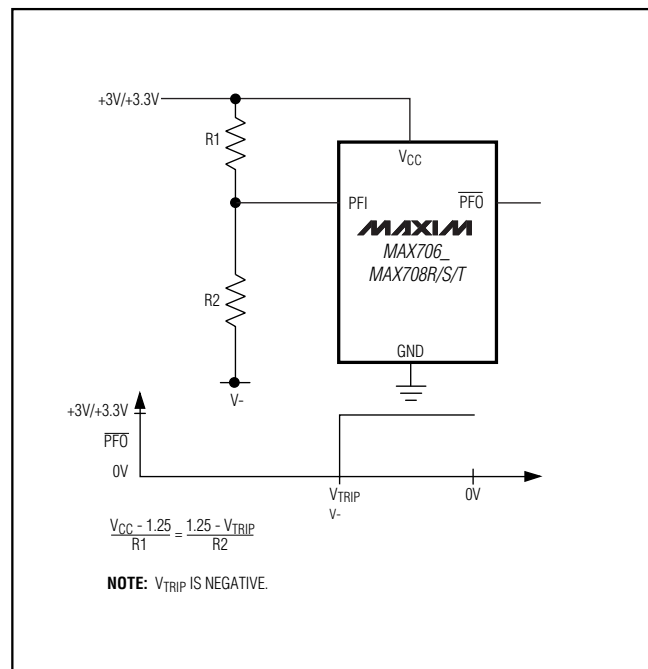 +3V/+3.3V
R1
VCC
PFI
PFO
MAXIM
MAX706_
MAX708R/S/T
R2
GND
V-
+3V/+3.3V
PFO
0V
VTRIP
0V
V-
VCC - 1.25 / R1 = 1.25 - VTRIP / R2
NOTE: VTRIP IS NEGATIVE.